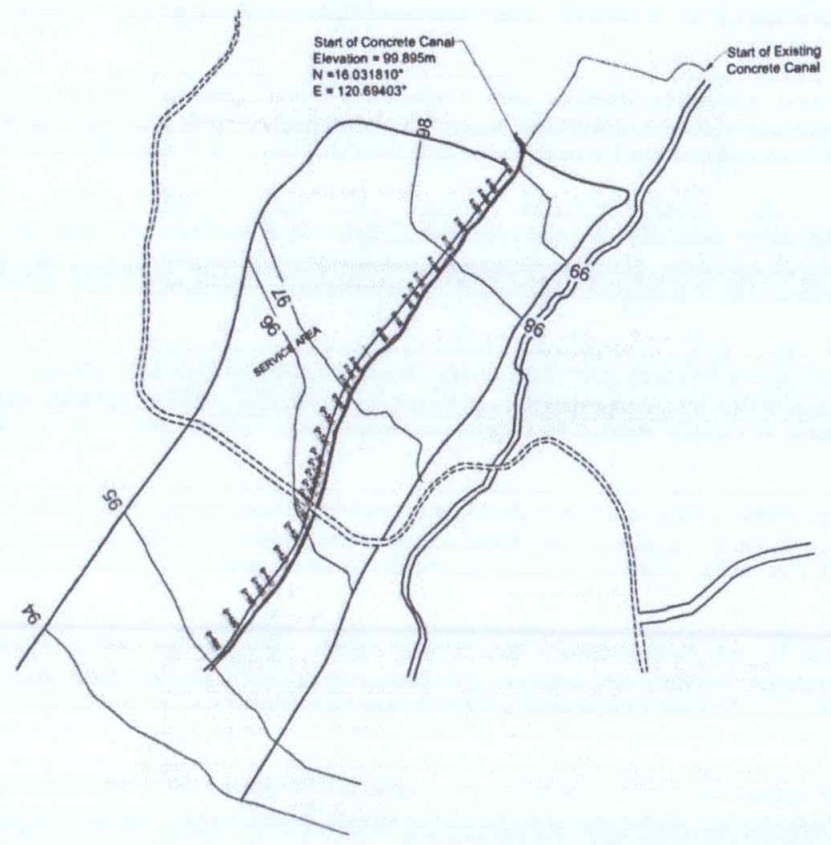 Start of Concrete Canal
Elevation = 99.895m
N =16.031810°
E = 120.69403°
Start of Existing
Concrete Canal
98
99
98
97
96
SERVICE AREA
95
94